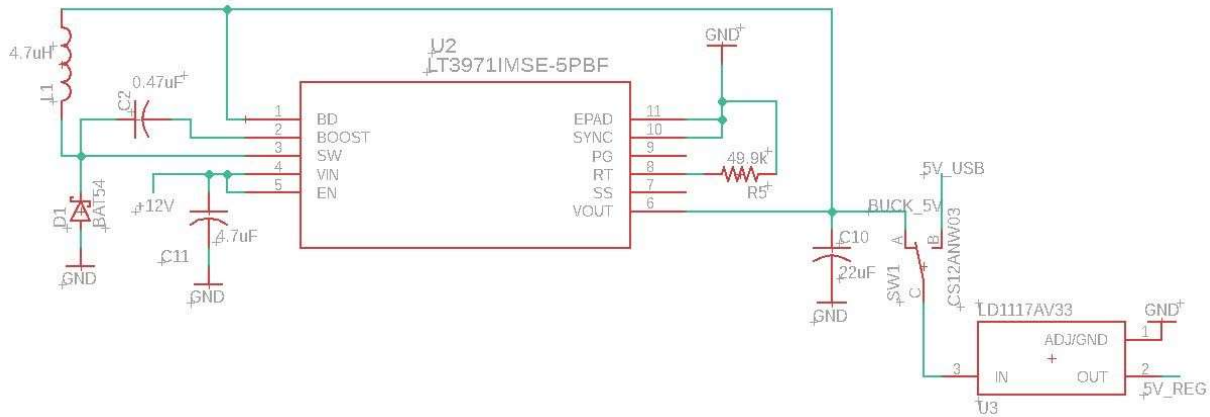 4.7uH
L1
C2
0.47uF
D1
BAT54
GND
+12V
C11
4.7uF
GND
U2
LT3971IMSE-5PBF
1 BD
2 BOOST
3 SW
4 VIN
5 EN
EPAD 11
SYNC 10
PG 9
RT 8
SS 7
VOUT 6
GND
49.9k
R5
C10
22uF
GND
BUCK_5V
5V_USB
A
B
C
SW1
CS12ANW03
LD1117AV33
ADJ/GND 1
GND
3 IN
OUT 2
5V_REG
U3